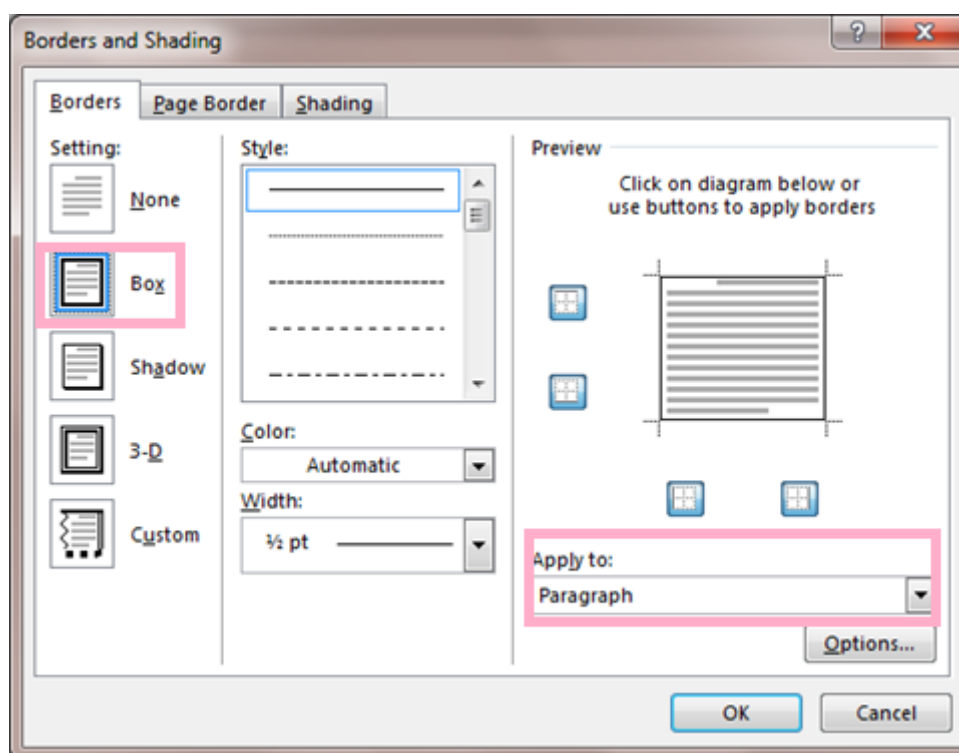 Borders and Shading
?
Borders Page Border Shading
Setting:
None
Box
Shadow
3-D
Custom
Style:
Color:
Automatic
Width:
½ pt
Preview
Click on diagram below or
use buttons to apply borders
Apply to:
Paragraph
Options...
OK Cancel